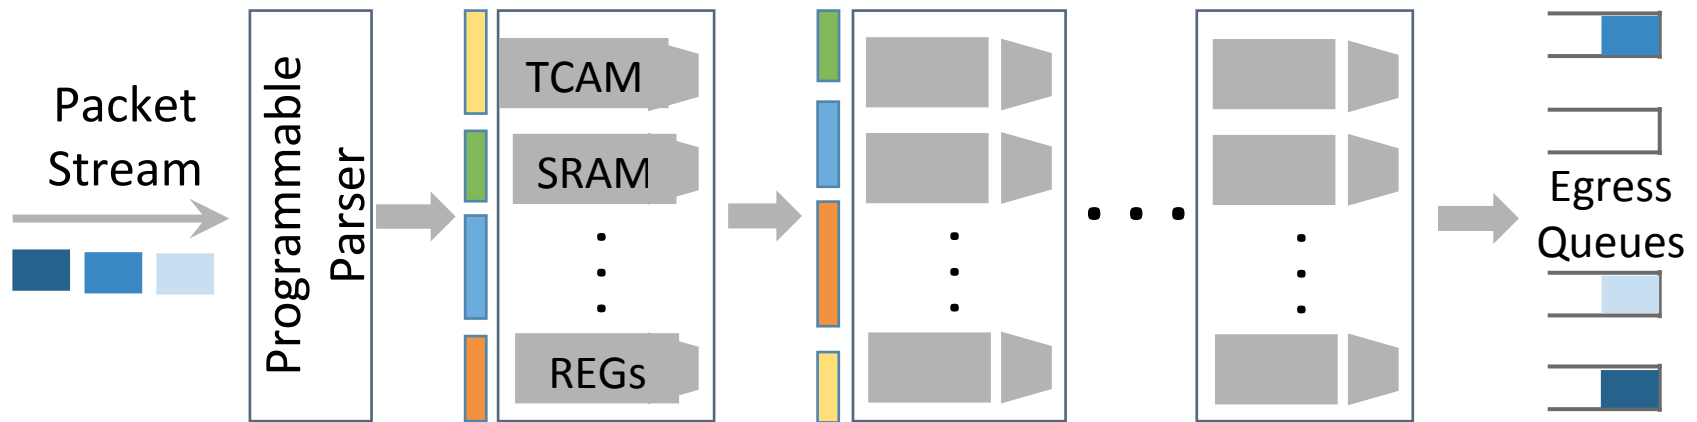 Packet
Stream
Programmable
Parser
TCAM
SRAM
REGs
Egress
Queues